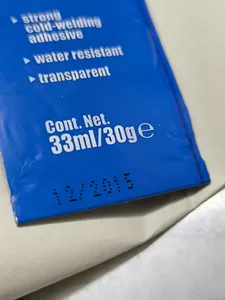 ▸ strong
cold-welding
adhesive
▸ water resistant
▸ transparent
Cont. Net.
33ml/30g ℮
12/2015